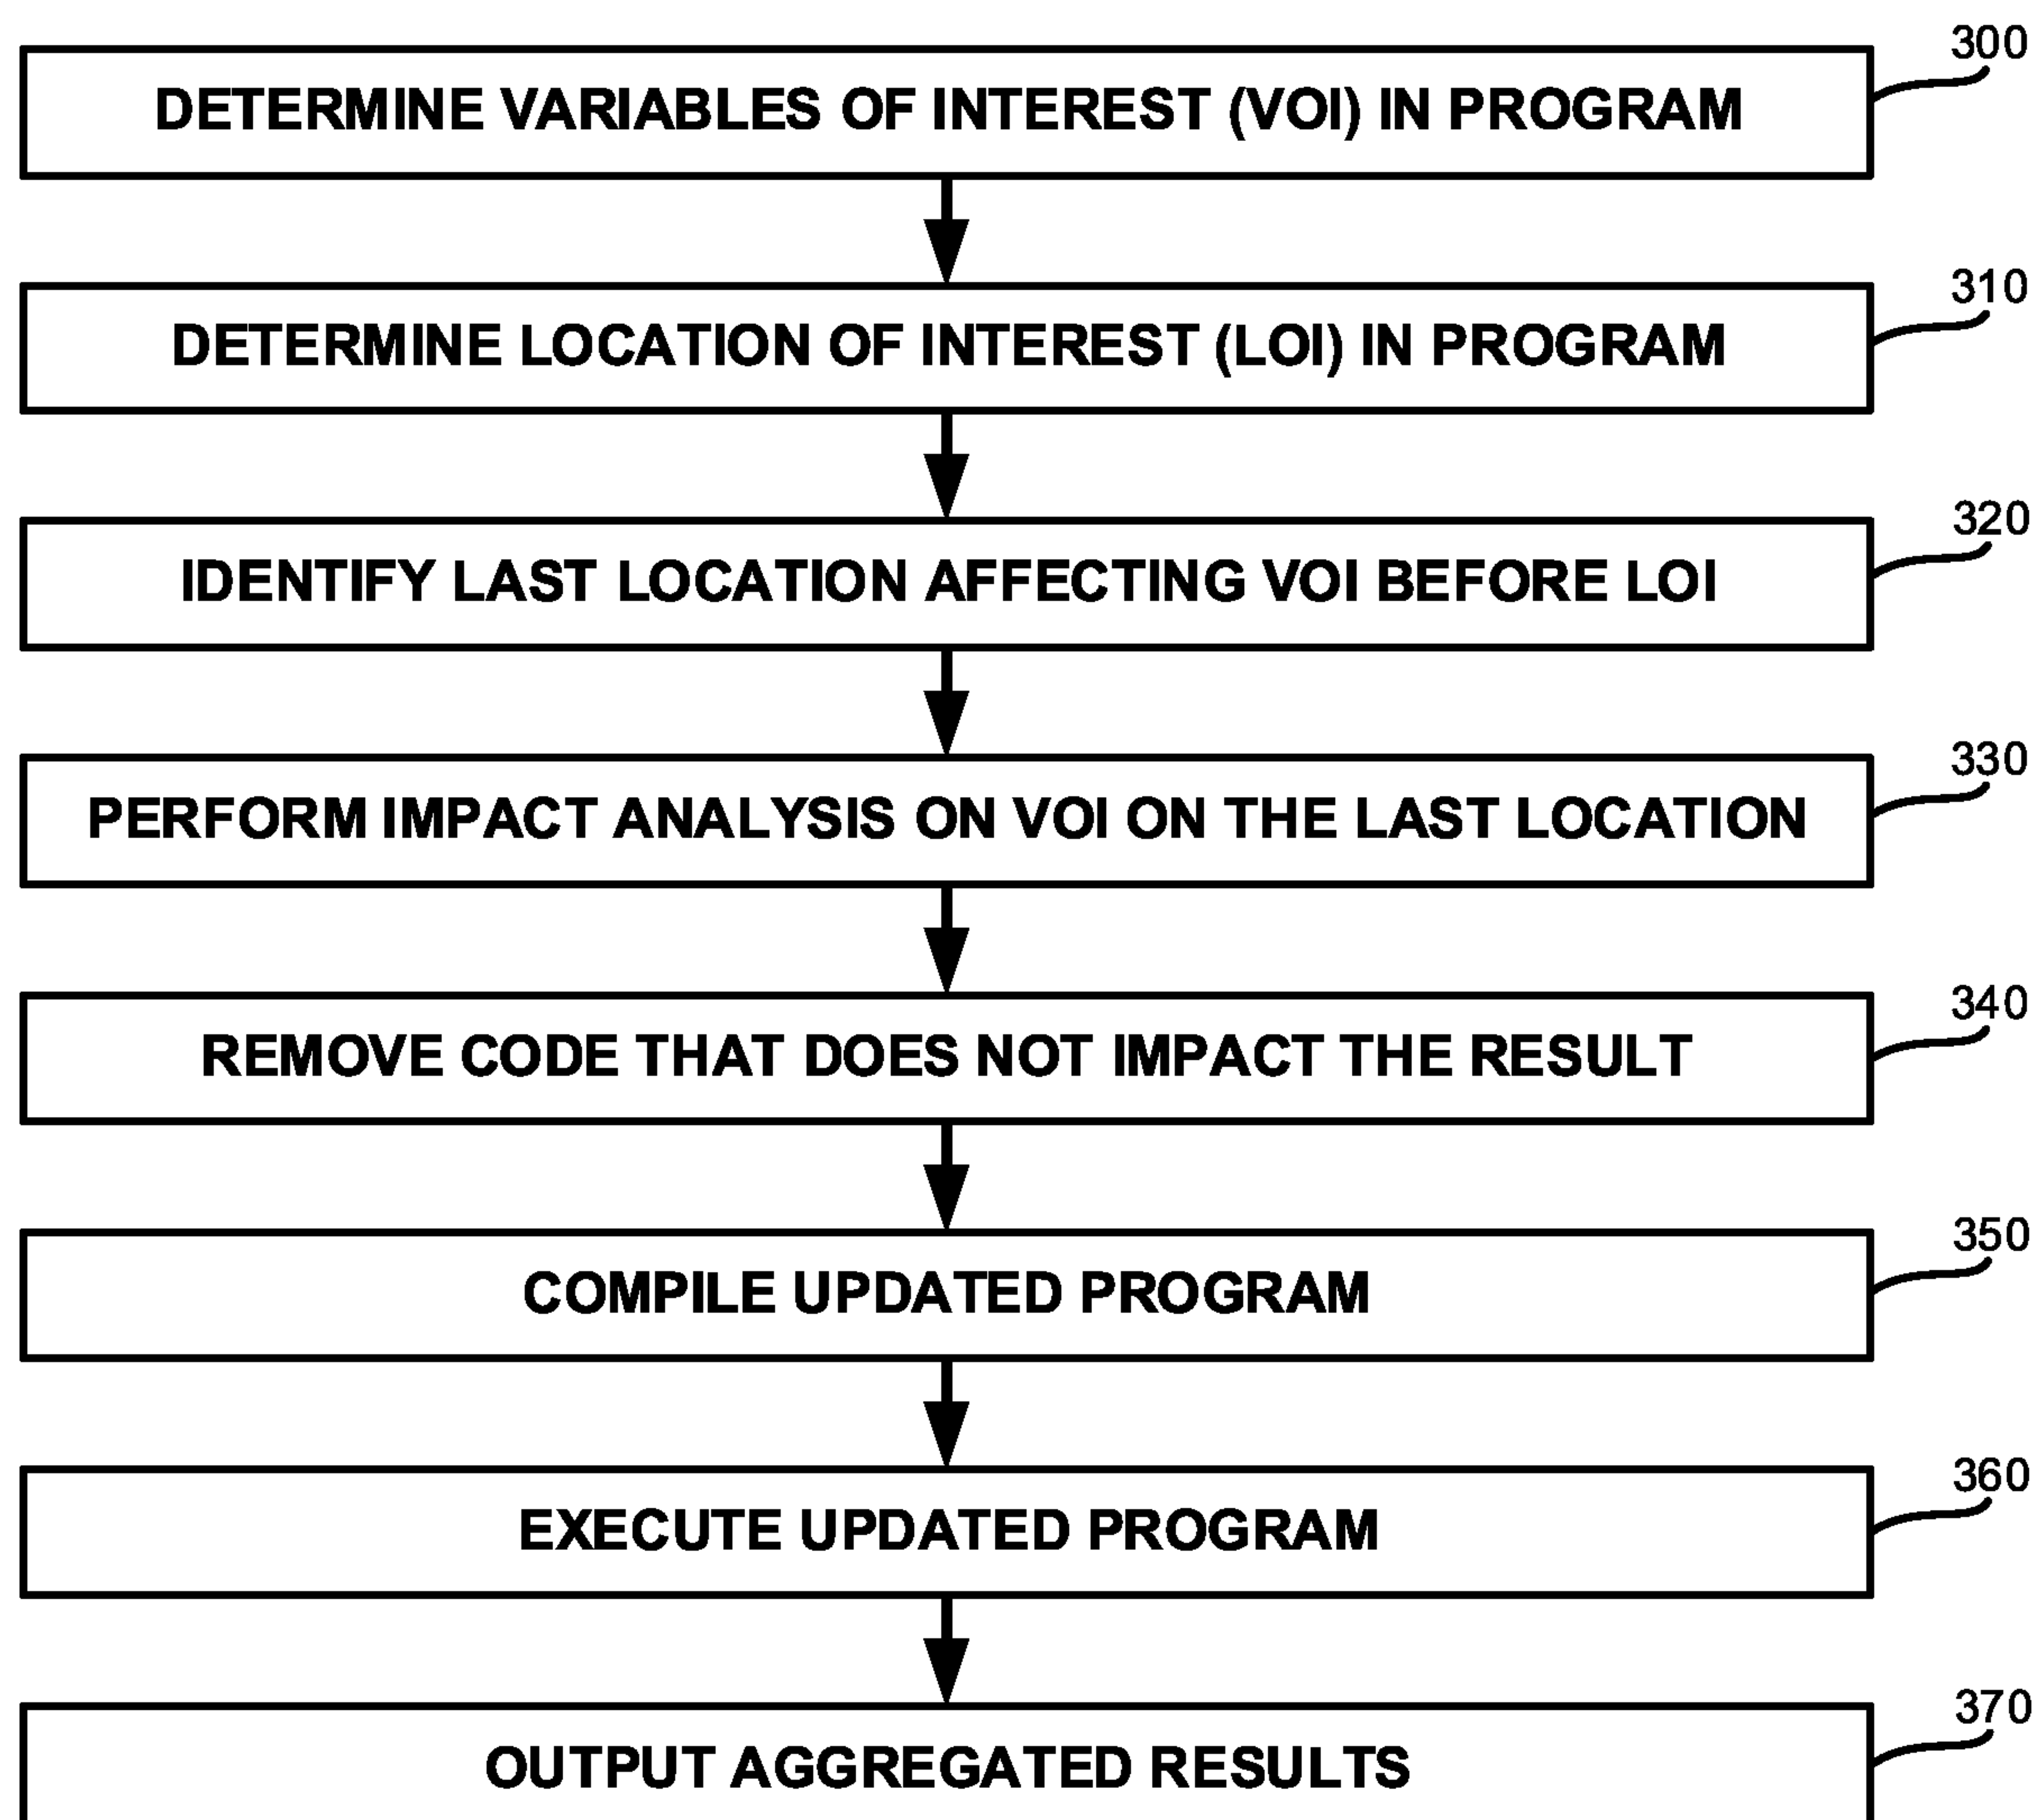 300
DETERMINE VARIABLES OF INTEREST (VOI) IN PROGRAM
310
DETERMINE LOCATION OF INTEREST (LOI) IN PROGRAM
320
IDENTIFY LAST LOCATION AFFECTING VOI BEFORE LOI
330
PERFORM IMPACT ANALYSIS ON VOI ON THE LAST LOCATION
340
REMOVE CODE THAT DOES NOT IMPACT THE RESULT
350
COMPILE UPDATED PROGRAM
360
EXECUTE UPDATED PROGRAM
370
OUTPUT AGGREGATED RESULTS